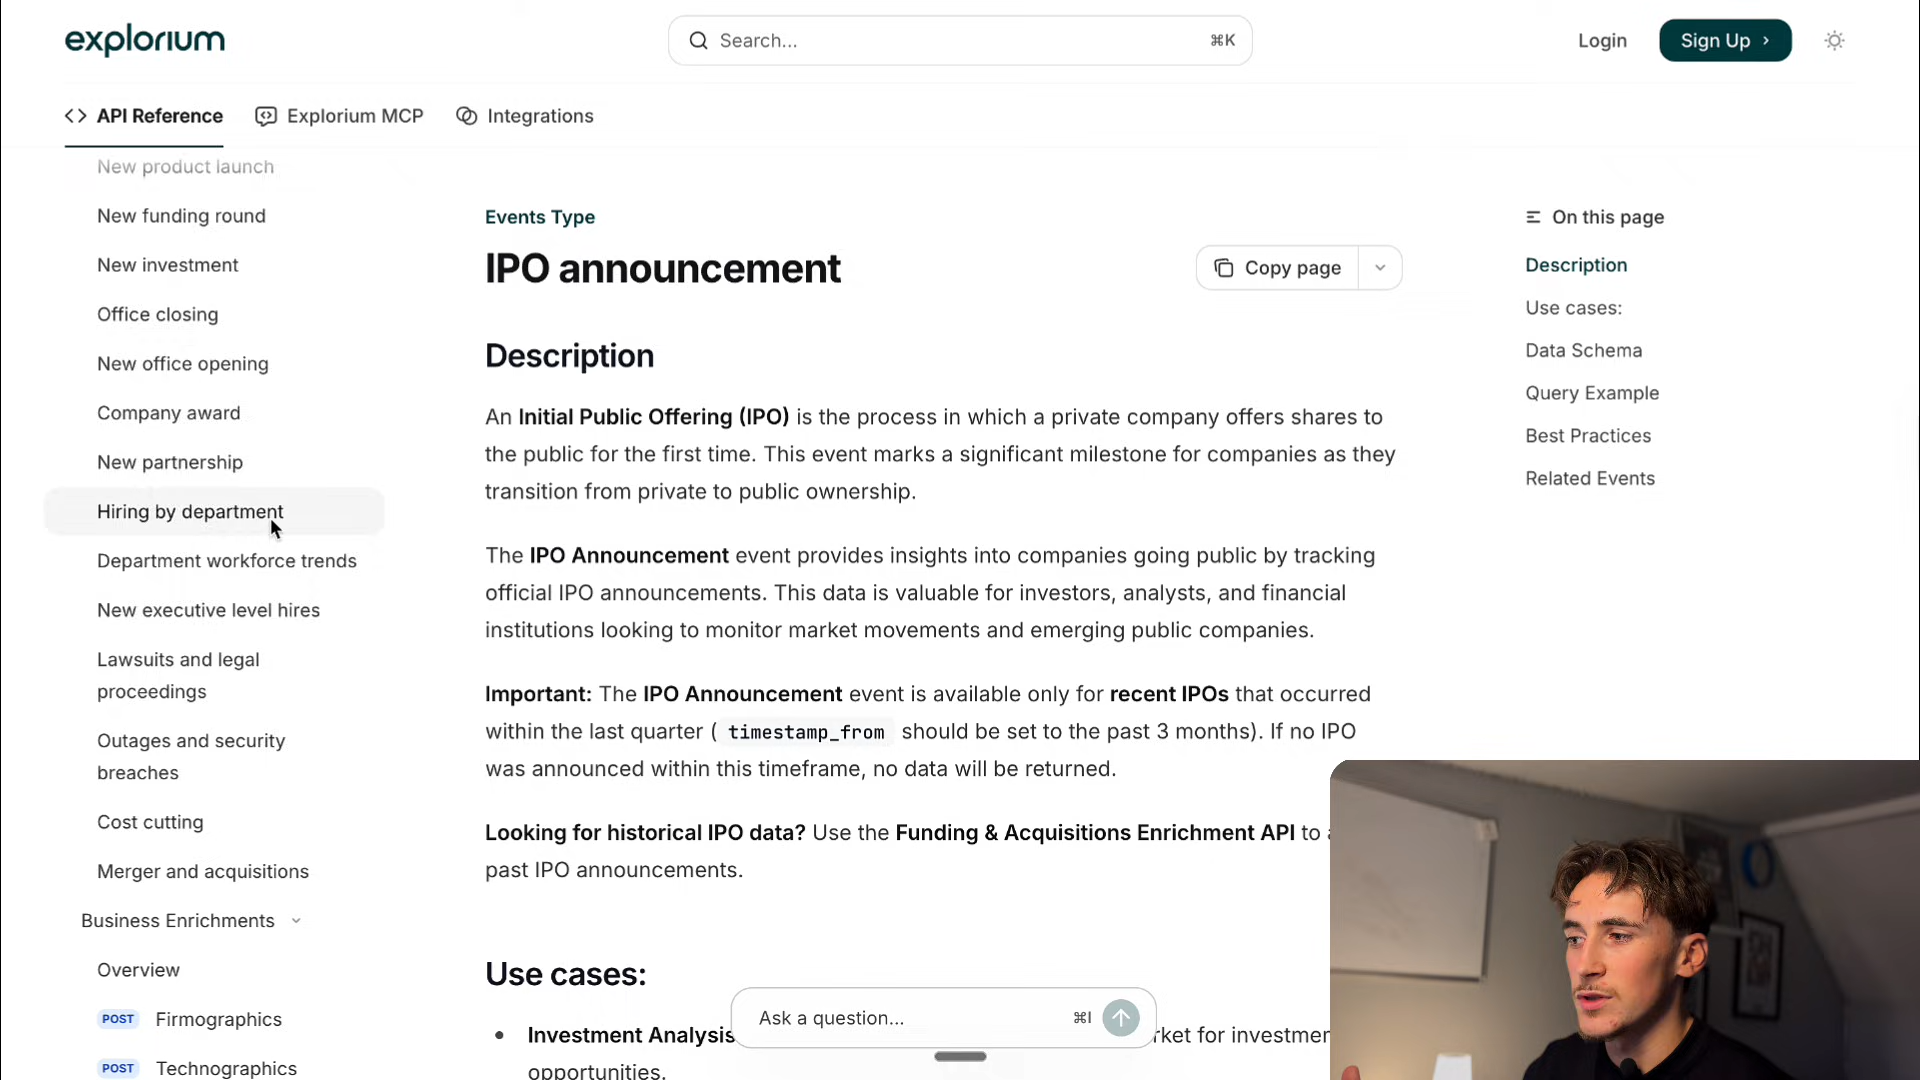 explorium
Search...
⌘K
Login
Sign Up
API Reference
Explorium MCP
Integrations
New product launch
New funding round
New investment
Office closing
New office opening
Company award
New partnership
Hiring by department
Department workforce trends
New executive level hires
Lawsuits and legal
proceedings
Outages and security
breaches
Cost cutting
Merger and acquisitions
Business Enrichments
Overview
POST Firmographics
POST Technographics
Events Type
IPO announcement
Copy page
Description
An Initial Public Offering (IPO) is the process in which a private company offers shares to
the public for the first time. This event marks a significant milestone for companies as they
transition from private to public ownership.
The IPO Announcement event provides insights into companies going public by tracking
official IPO announcements. This data is valuable for investors, analysts, and financial
institutions looking to monitor market movements and emerging public companies.
Important: The IPO Announcement event is available only for recent IPOs that occurred
within the last quarter ( timestamp_from should be set to the past 3 months). If no IPO
was announced within this timeframe, no data will be returned.
Looking for historical IPO data? Use the Funding & Acquisitions Enrichment API to
past IPO announcements.
Use cases:
Ask a question...
⌘I
• Investment Analysis
for investmen
opportunities.
On this page
Description
Use cases:
Data Schema
Query Example
Best Practices
Related Events